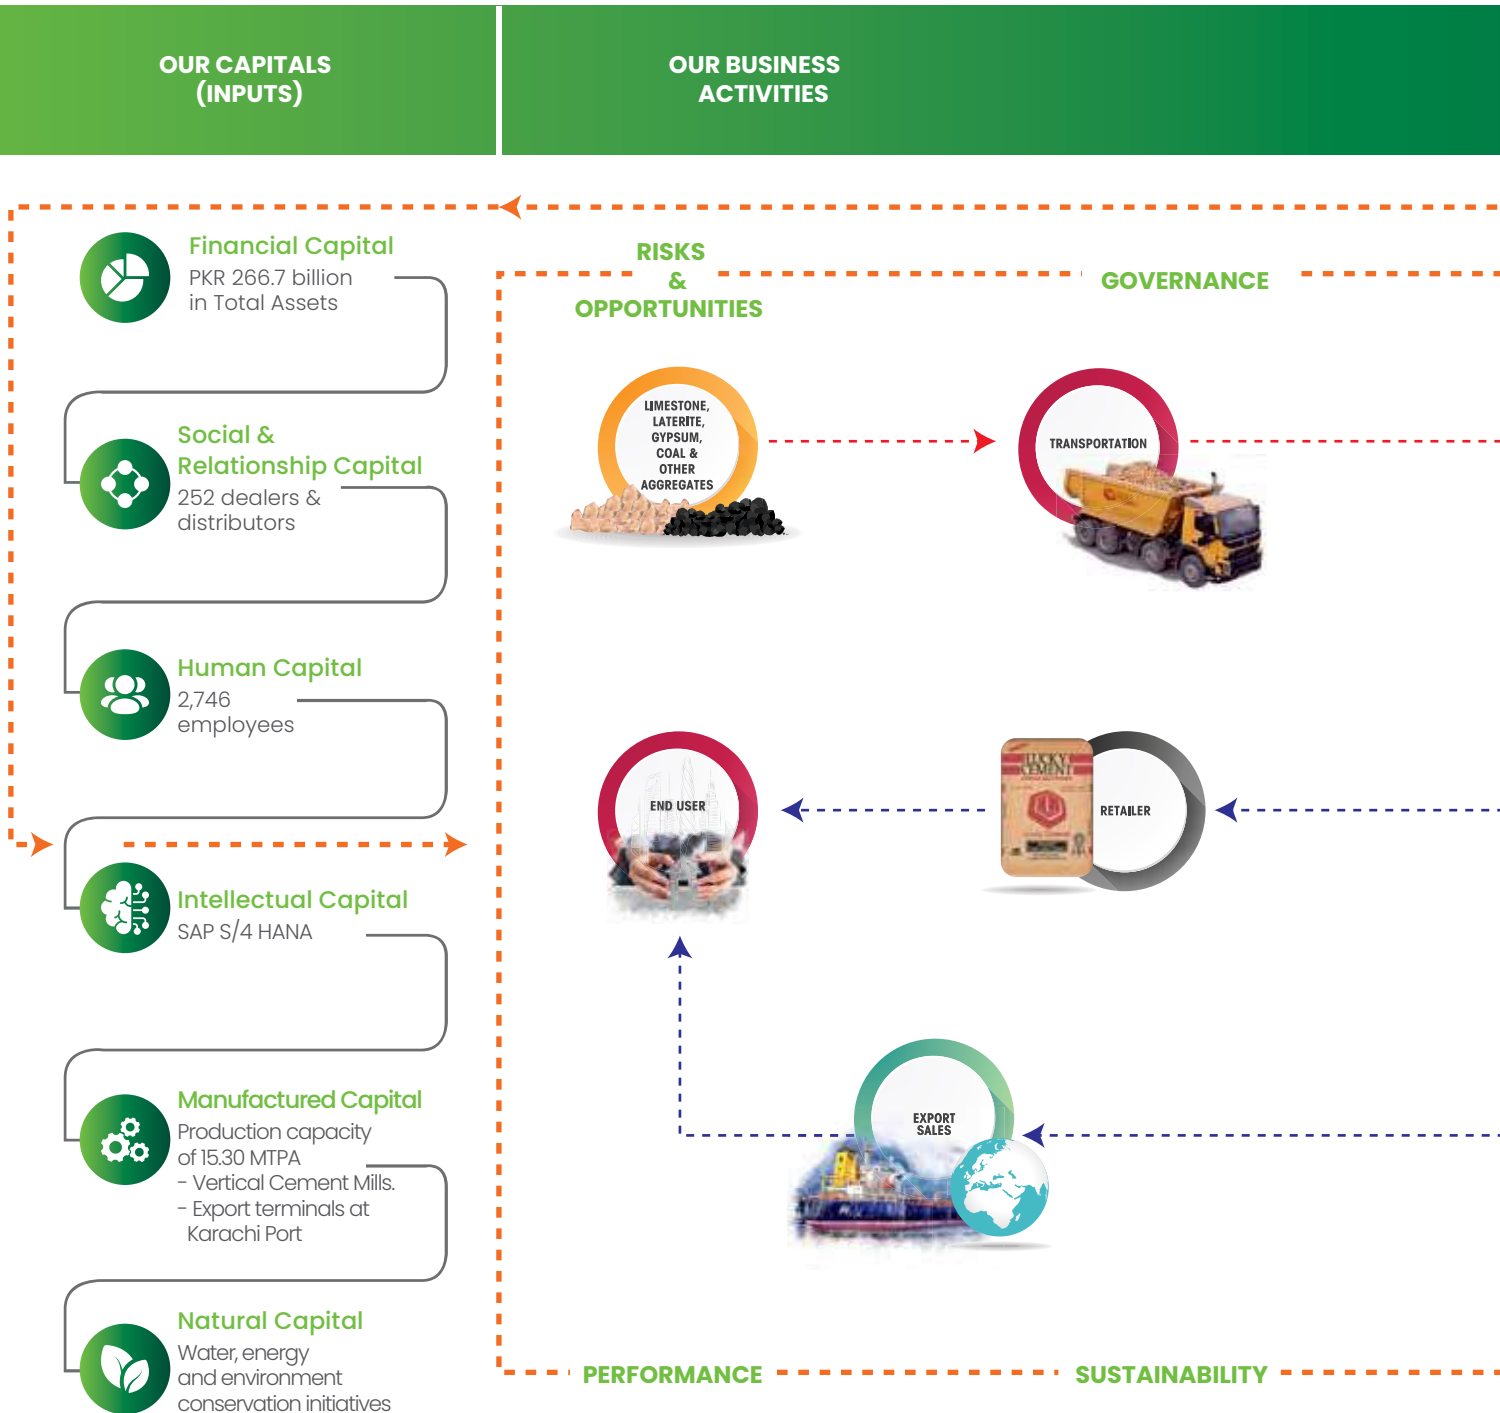 OUR CAPITALS
(INPUTS)
OUR BUSINESS
ACTIVITIES
Financial Capital
PKR 266.7 billion
in Total Assets
Social &
Relationship Capital
252 dealers &
distributors
Human Capital
2,746
employees
Intellectual Capital
SAP S/4 HANA
Manufactured Capital
Production capacity
of 15.30 MTPA
- Vertical Cement Mills.
- Export terminals at
Karachi Port
Natural Capital
Water, energy
and environment
conservation initiatives
RISKS
&
OPPORTUNITIES
GOVERNANCE
LIMESTONE,
LATERITE,
GYPSUM,
COAL &
OTHER
AGGREGATES
TRANSPORTATION
END USER
LUCKY
CEMENT
RETAILER
EXPORT
SALES
PERFORMANCE
SUSTAINABILITY